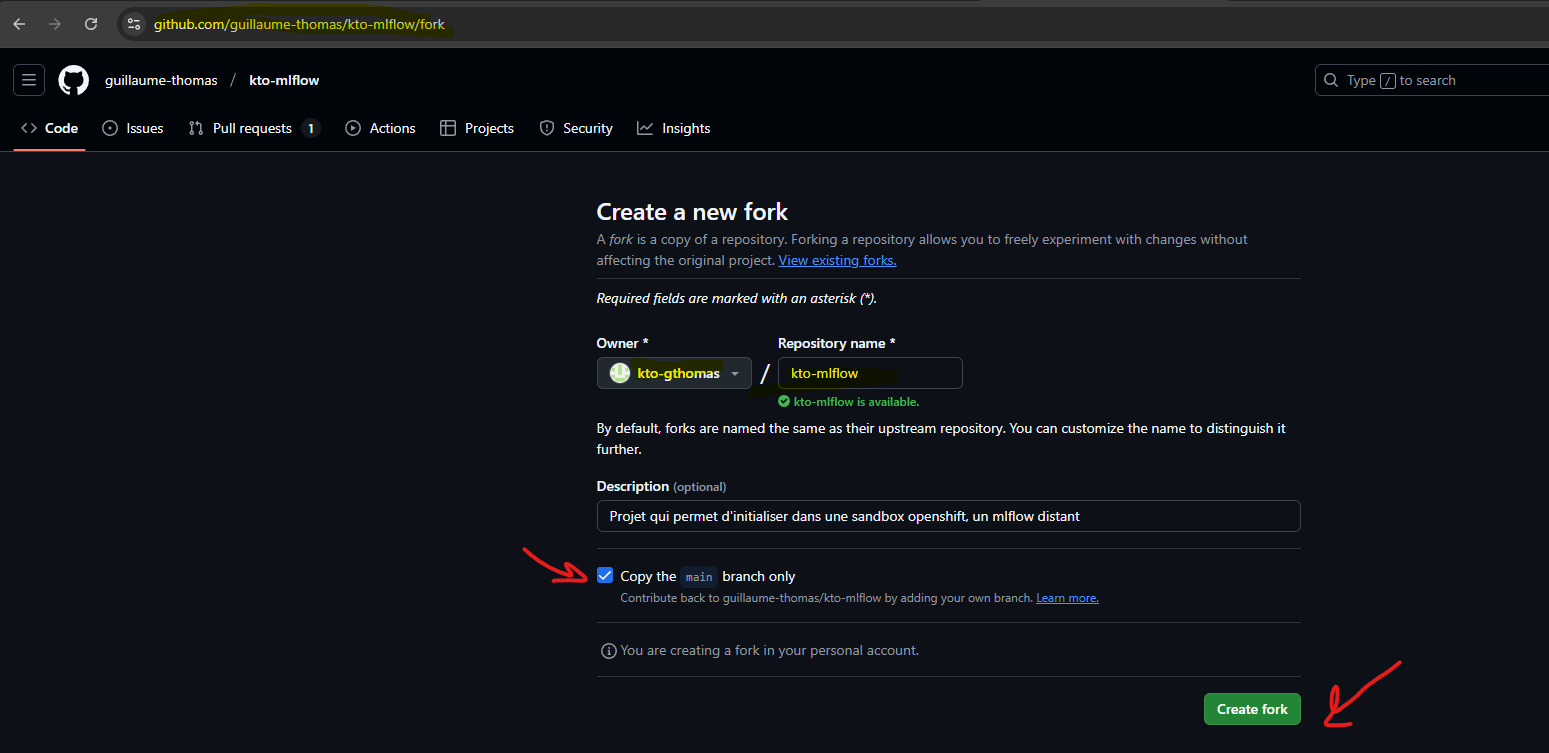 github.com/guillaume-thomas/kto-mlflow/fork
guillaume-thomas / kto-mlflow
Type / to search
Code Issues Pull requests 1 Actions Projects Security Insights
Create a new fork
A fork is a copy of a repository. Forking a repository allows you to freely experiment with changes without
affecting the original project. View existing forks.
Required fields are marked with an asterisk (*).
Owner * Repository name *
kto-gthomas / kto-mlflow
kto-mlflow is available.
By default, forks are named the same as their upstream repository. You can customize the name to distinguish it
further.
Description (optional)
Projet qui permet d'initialiser dans une sandbox openshift, un mlflow distant
Copy the main branch only
Contribute back to guillaume-thomas/kto-mlflow by adding your own branch. Learn more.
You are creating a fork in your personal account.
Create fork